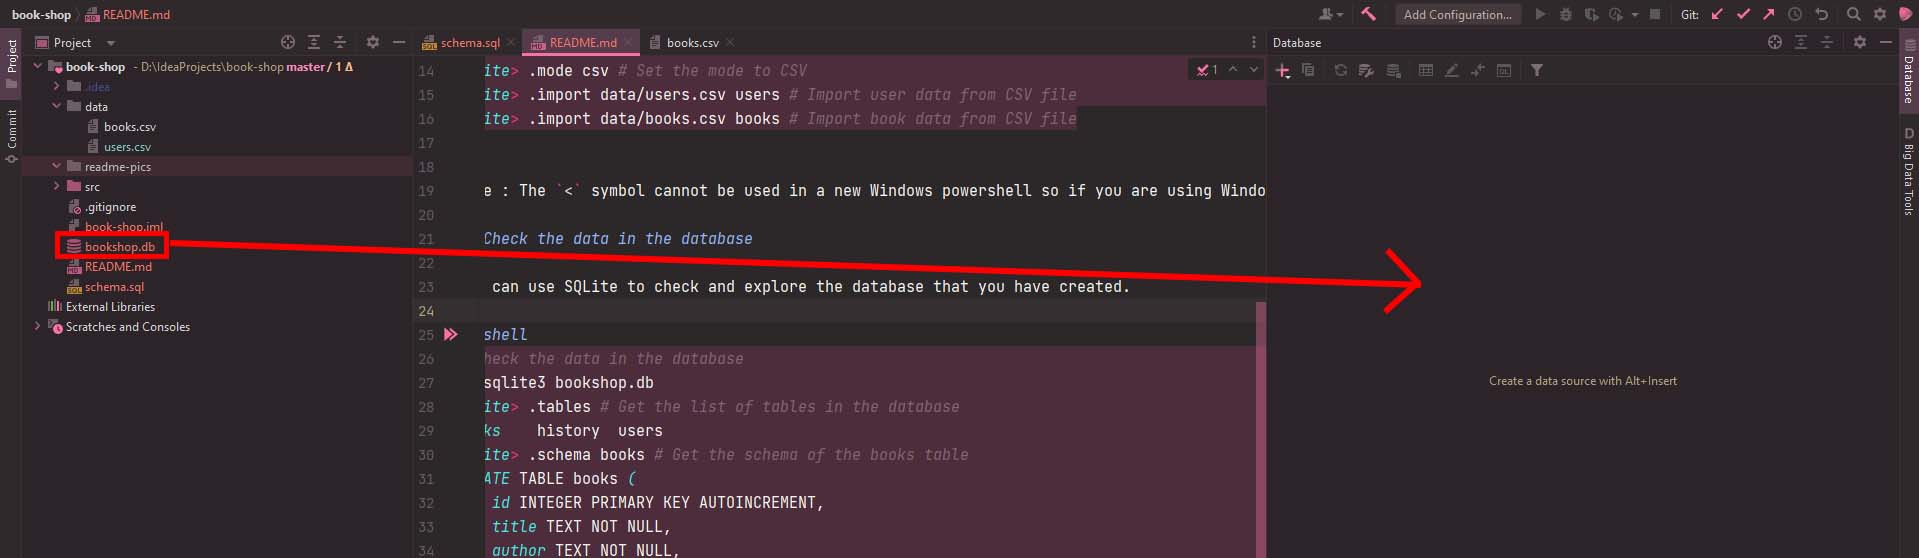 book-shop README.md
Add Configuration...
Git:
Project
Commit
Project
book-shop - D:\IdeaProjects\book-shop master / 1 Δ
.idea
data
books.csv
users.csv
readme-pics
src
.gitignore
book-shop.iml
bookshop.db
README.md
schema.sql
External Libraries
Scratches and Consoles
schema.sql README.md books.csv
1
14 ite> .mode csv # Set the mode to CSV
15 ite> .import data/users.csv users # Import user data from CSV file
16 ite> .import data/books.csv books # Import book data from CSV file
17
18
19 e : The `<` symbol cannot be used in a new Windows powershell so if you are using Windo
20
21 Check the data in the database
22
23 can use SQLite to check and explore the database that you have created.
24
25 shell
26 heck the data in the database
27 sqlite3 bookshop.db
28 ite> .tables # Get the list of tables in the database
29 ks    history  users
30 ite> .schema books # Get the schema of the books table
31 ATE TABLE books (
32 id INTEGER PRIMARY KEY AUTOINCREMENT,
33 title TEXT NOT NULL,
34 author TEXT NOT NULL,
Database
Create a data source with Alt+Insert
Database
D Big Data Tools